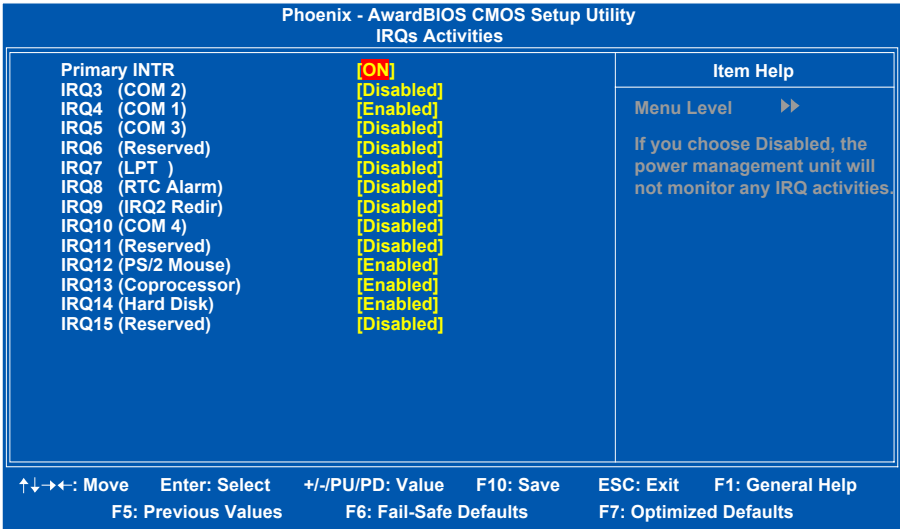 Phoenix - AwardBIOS CMOS Setup Utility
IRQs Activities
Primary INTR [ON]
IRQ3 (COM 2) [Disabled]
IRQ4 (COM 1) [Enabled]
IRQ5 (COM 3) [Disabled]
IRQ6 (Reserved) [Disabled]
IRQ7 (LPT ) [Disabled]
IRQ8 (RTC Alarm) [Disabled]
IRQ9 (IRQ2 Redir) [Disabled]
IRQ10 (COM 4) [Disabled]
IRQ11 (Reserved) [Disabled]
IRQ12 (PS/2 Mouse) [Enabled]
IRQ13 (Coprocessor) [Enabled]
IRQ14 (Hard Disk) [Enabled]
IRQ15 (Reserved) [Disabled]
Item Help
Menu Level
If you choose Disabled, the
power management unit will
not monitor any IRQ activities.
↑↓→←: Move Enter: Select +/-/PU/PD: Value F10: Save ESC: Exit F1: General Help
F5: Previous Values F6: Fail-Safe Defaults F7: Optimized Defaults